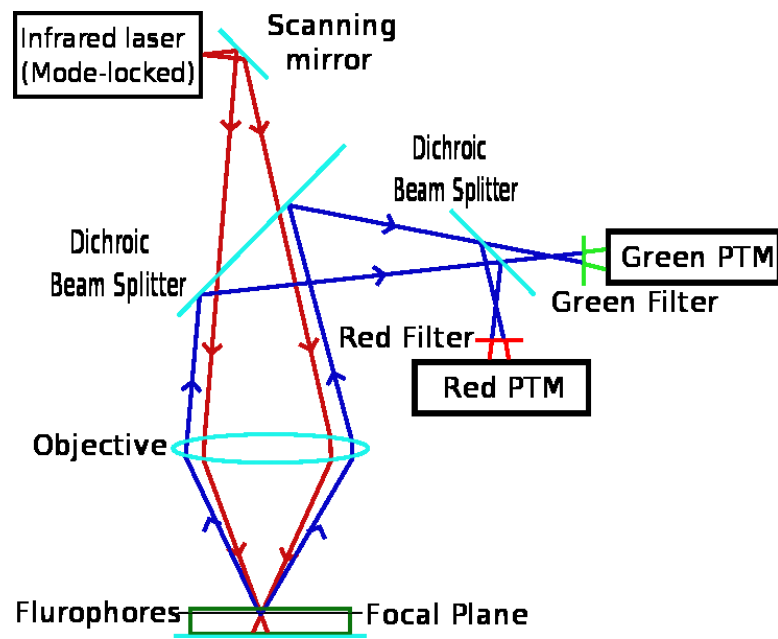 Infrared laser
(Mode-locked)
Scanning
mirror
Dichroic
Beam Splitter
Dichroic
Beam Splitter
Green PTM
Green Filter
Red Filter
Red PTM
Objective
Flurophores
Focal Plane